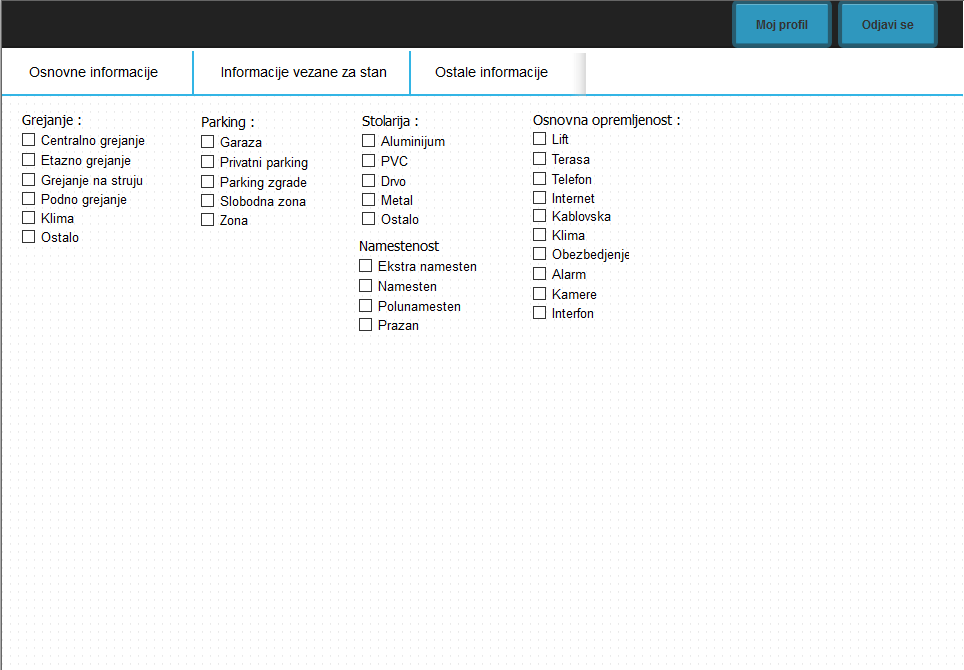 Moj profil
Odjavi se
Osnovne informacije
Informacije vezane za stan
Ostale informacije
Grejanje :
Centralno grejanje
Etazno grejanje
Grejanje na struju
Podno grejanje
Klima
Ostalo
Parking :
Garaza
Privatni parking
Parking zgrade
Slobodna zona
Zona
Stolarija :
Aluminijum
PVC
Drvo
Metal
Ostalo
Namestenost
Ekstra namesten
Namesten
Polunamesten
Prazan
Osnovna opremljenost :
Lift
Terasa
Telefon
Internet
Kablovska
Klima
Obezbedjenje
Alarm
Kamere
Interfon